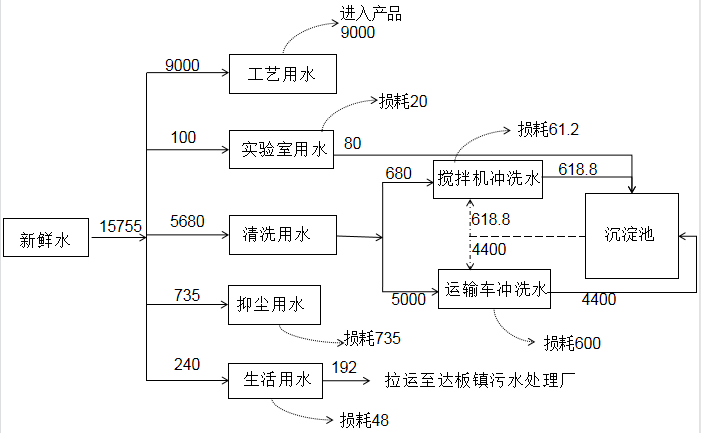 进入产品
9000
9000
工艺用水
损耗20
100
实验室用水
80
损耗61.2
680
搅拌机冲洗水
618.8
新鲜水
15755
5680
清洗用水
618.8
4400
沉淀池
5000
运输车冲洗水
4400
735
抑尘用水
损耗735
损耗600
240
生活用水
192
拉运至达板镇污水处理厂
损耗48